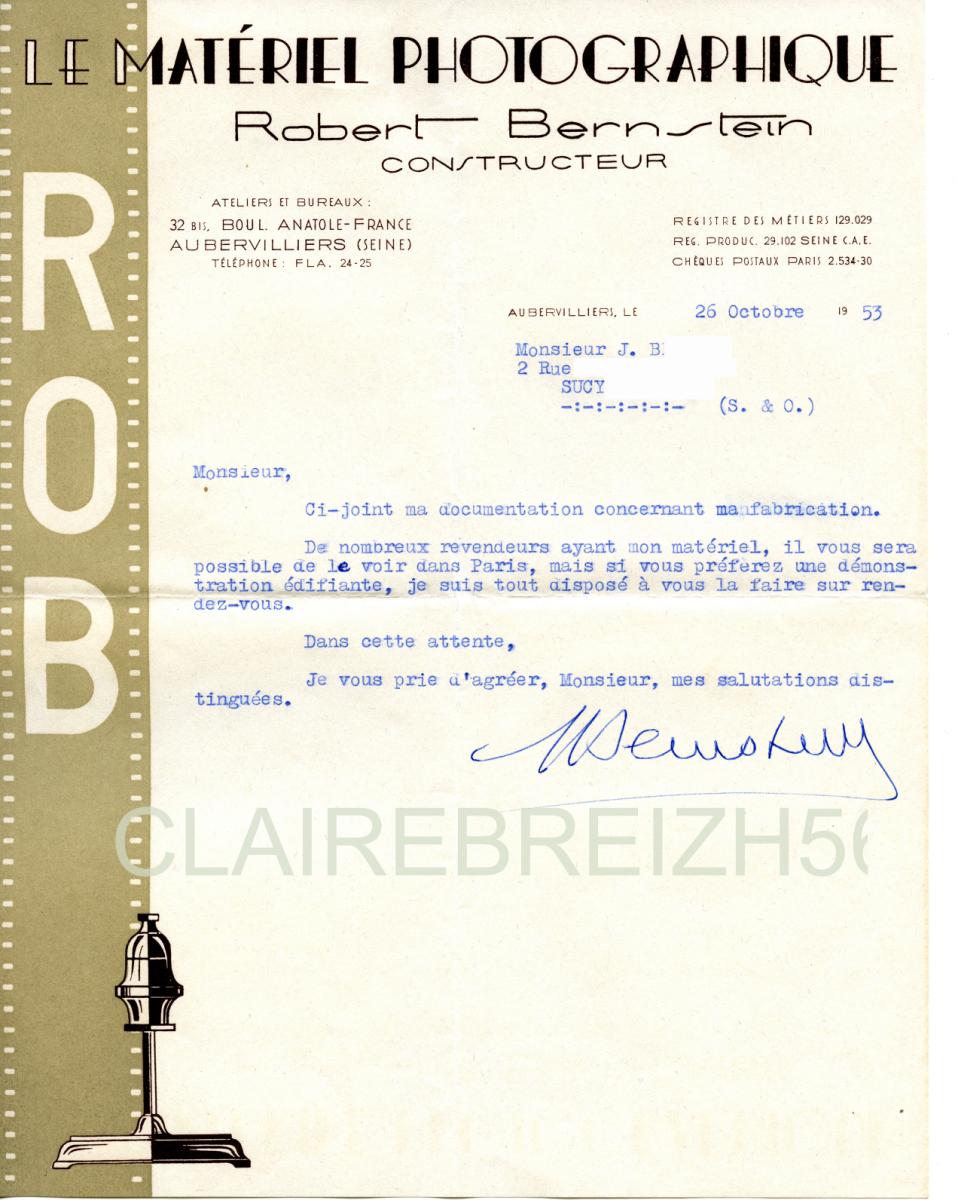 LE MATÉRIEL PHOTOGRAPHIQUE
Robert Bernstein
CONSTRUCTEUR
ROB
ATELIERS ET BUREAUX :
32 BIS, BOUL. ANATOLE-FRANCE
AUBERVILLIERS (SEINE)
TÉLÉPHONE : FLA. 24-25
REGISTRE DES MÉTIERS 129.029
REG. PRODUC. 29.102 SEINE C.A.E.
CHÈQUES POSTAUX PARIS 2.534-30
AUBERVILLIERS, LE 26 Octobre 19 53
Monsieur J. B
2 Rue
SUCY
-:-:-:-:-:- (S. & O.)
Monsieur,
Ci-joint ma documentation concernant ma fabrication.
De nombreux revendeurs ayant mon matériel, il vous sera
possible de le voir dans Paris, mais si vous préférez une démons-
tration édifiante, je suis tout disposé à vous la faire sur ren-
dez-vous.
Dans cette attente,
Je vous prie d'agréer, Monsieur, mes salutations dis-
tinguées.
CLAIREBREIZH56